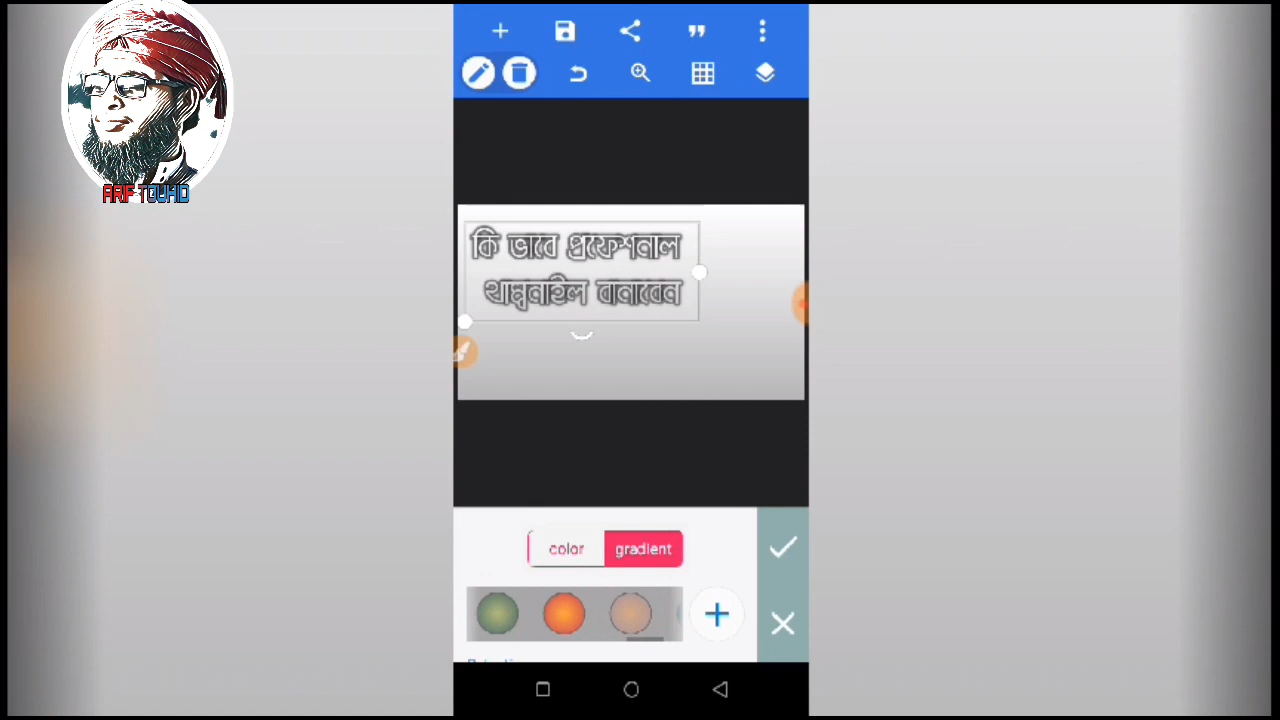 ARIF TOUHID
কি ভাবে প্রফেশনাল
থাম্বনাইল বানাবেন
color
gradient